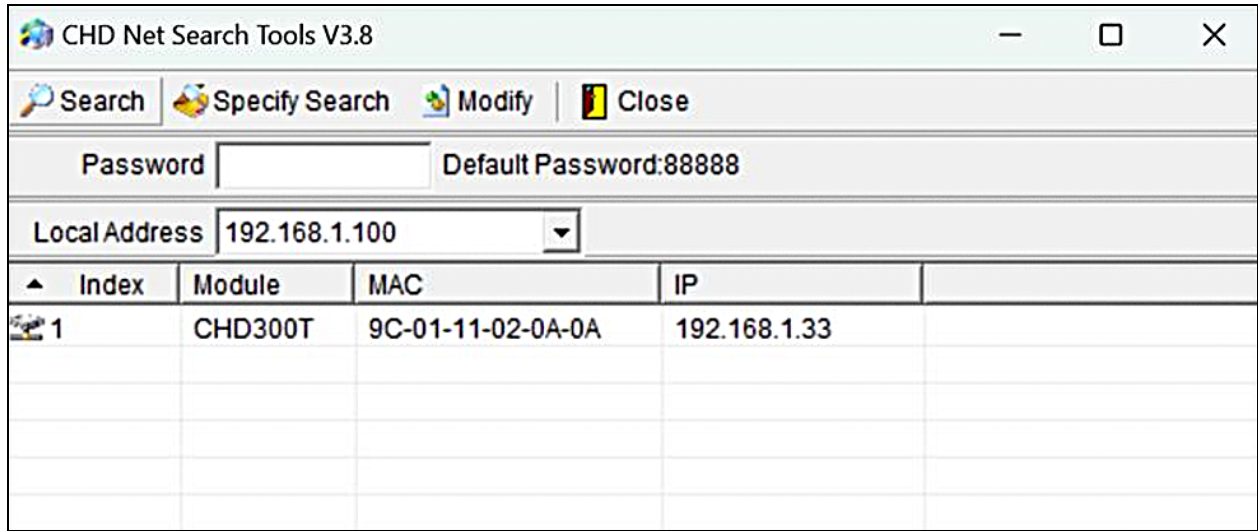 CHD Net Search Tools V3.8
Search Specify Search Modify Close
Password Default Password:88888
Local Address 192.168.1.100
Index Module MAC IP
1 CHD300T 9C-01-11-02-0A-0A 192.168.1.33